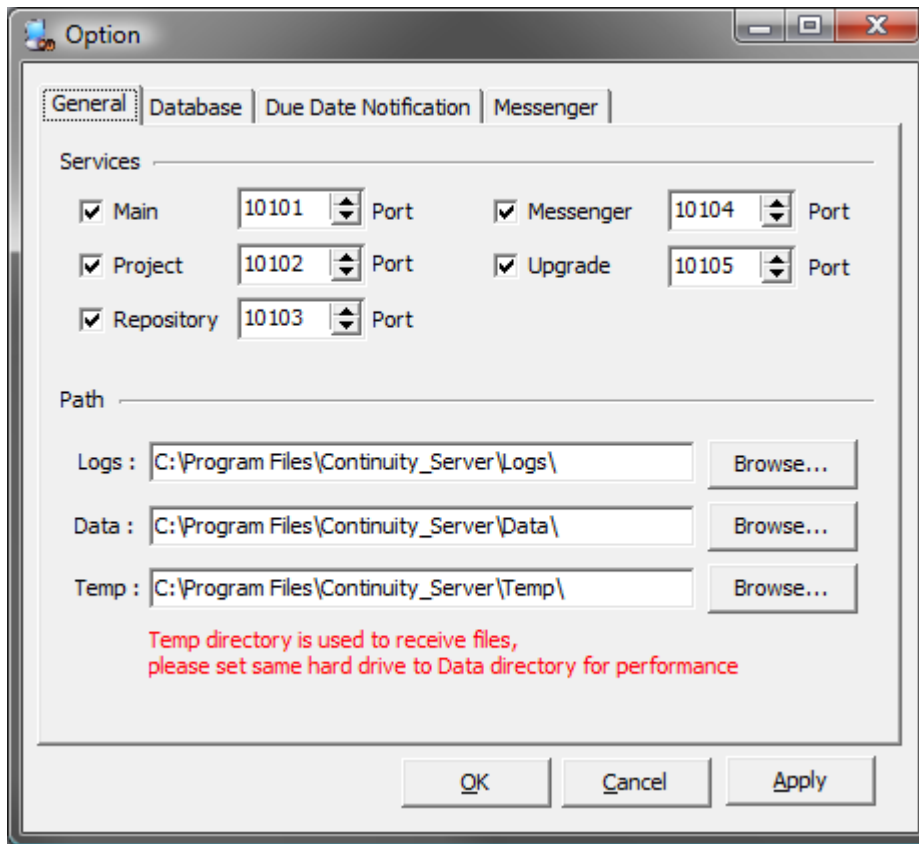 Option
General Database Due Date Notification Messenger
Services
Main 10101 Port Messenger 10104 Port
Project 10102 Port Upgrade 10105 Port
Repository 10103 Port
Path
Logs : C:\Program Files\Continuity_Server\Logs\ Browse...
Data : C:\Program Files\Continuity_Server\Data\ Browse...
Temp : C:\Program Files\Continuity_Server\Temp\ Browse...
Temp directory is used to receive files,
please set same hard drive to Data directory for performance
OK Cancel Apply